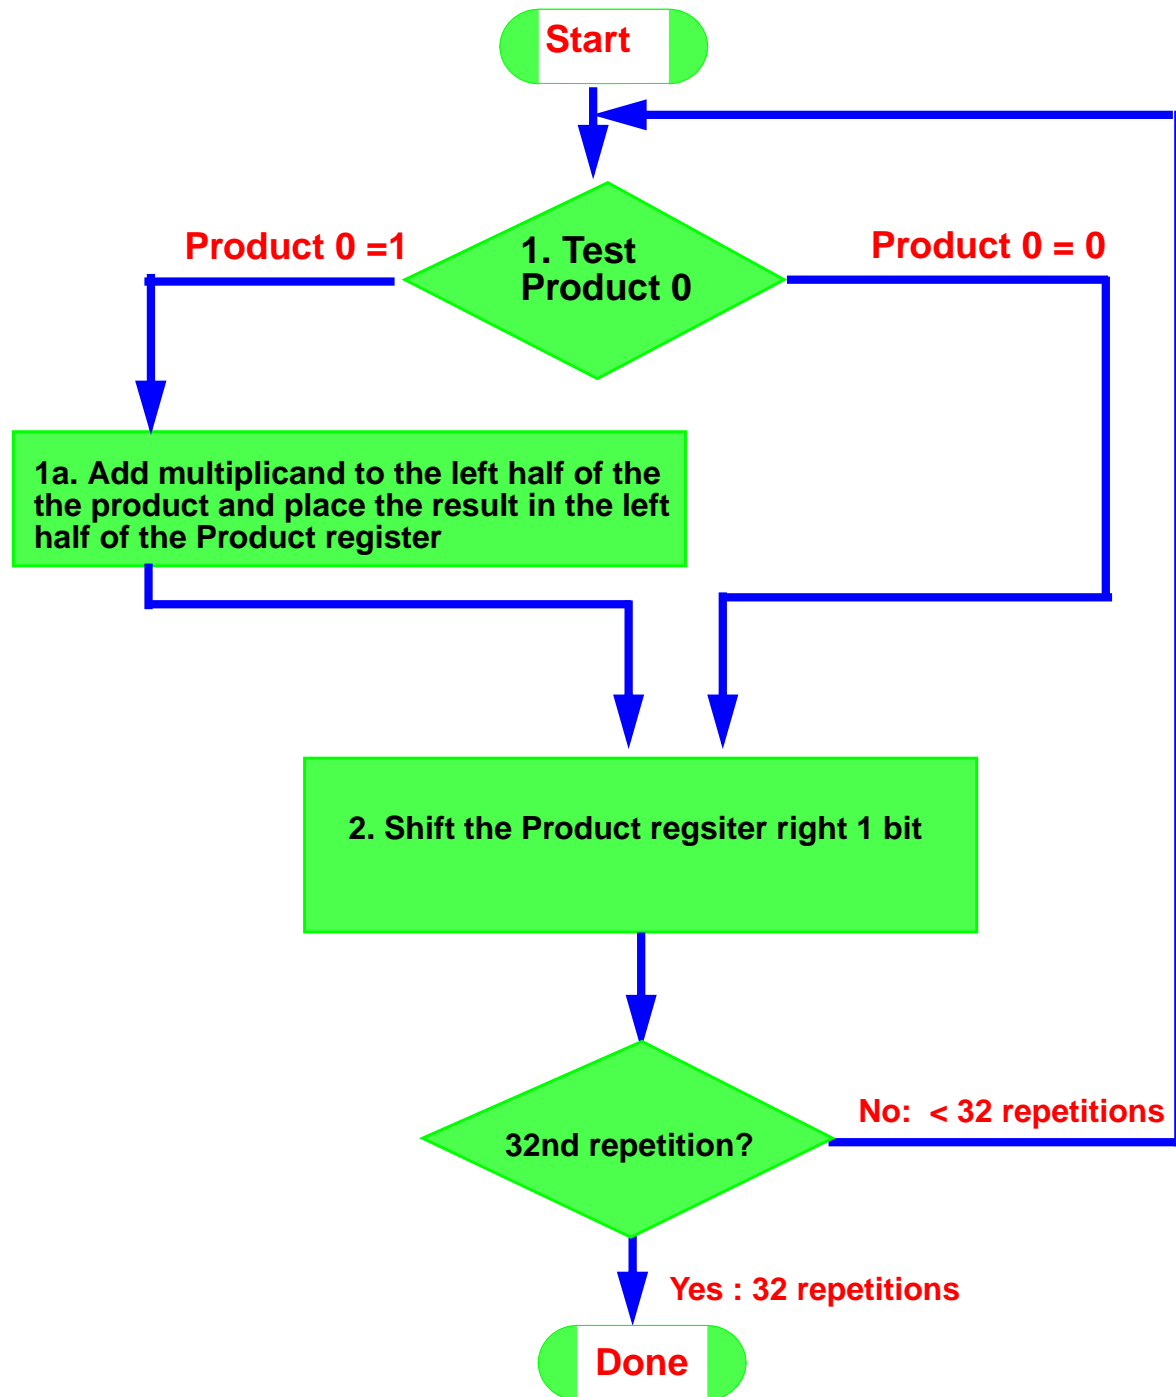 Start
Product 0 =1
1. Test
Product 0
Product 0 = 0
1a. Add multiplicand to the left half of the
the product and place the result in the left
half of the Product register
2. Shift the Product regsiter right 1 bit
32nd repetition?
No:  < 32 repetitions
Yes : 32 repetitions
Done